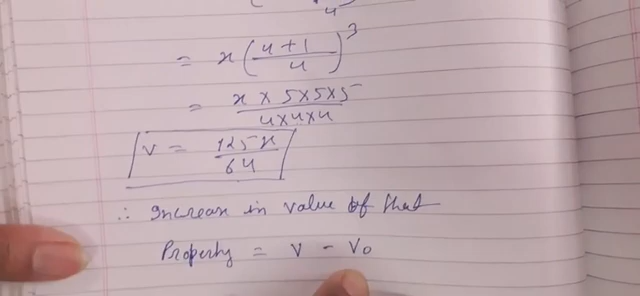 4
= x (4+1/4)^3
= x × 5×5×5 / 4×4×4
V = 125x / 64
∴ Increase in value of that
Property = V - V₀